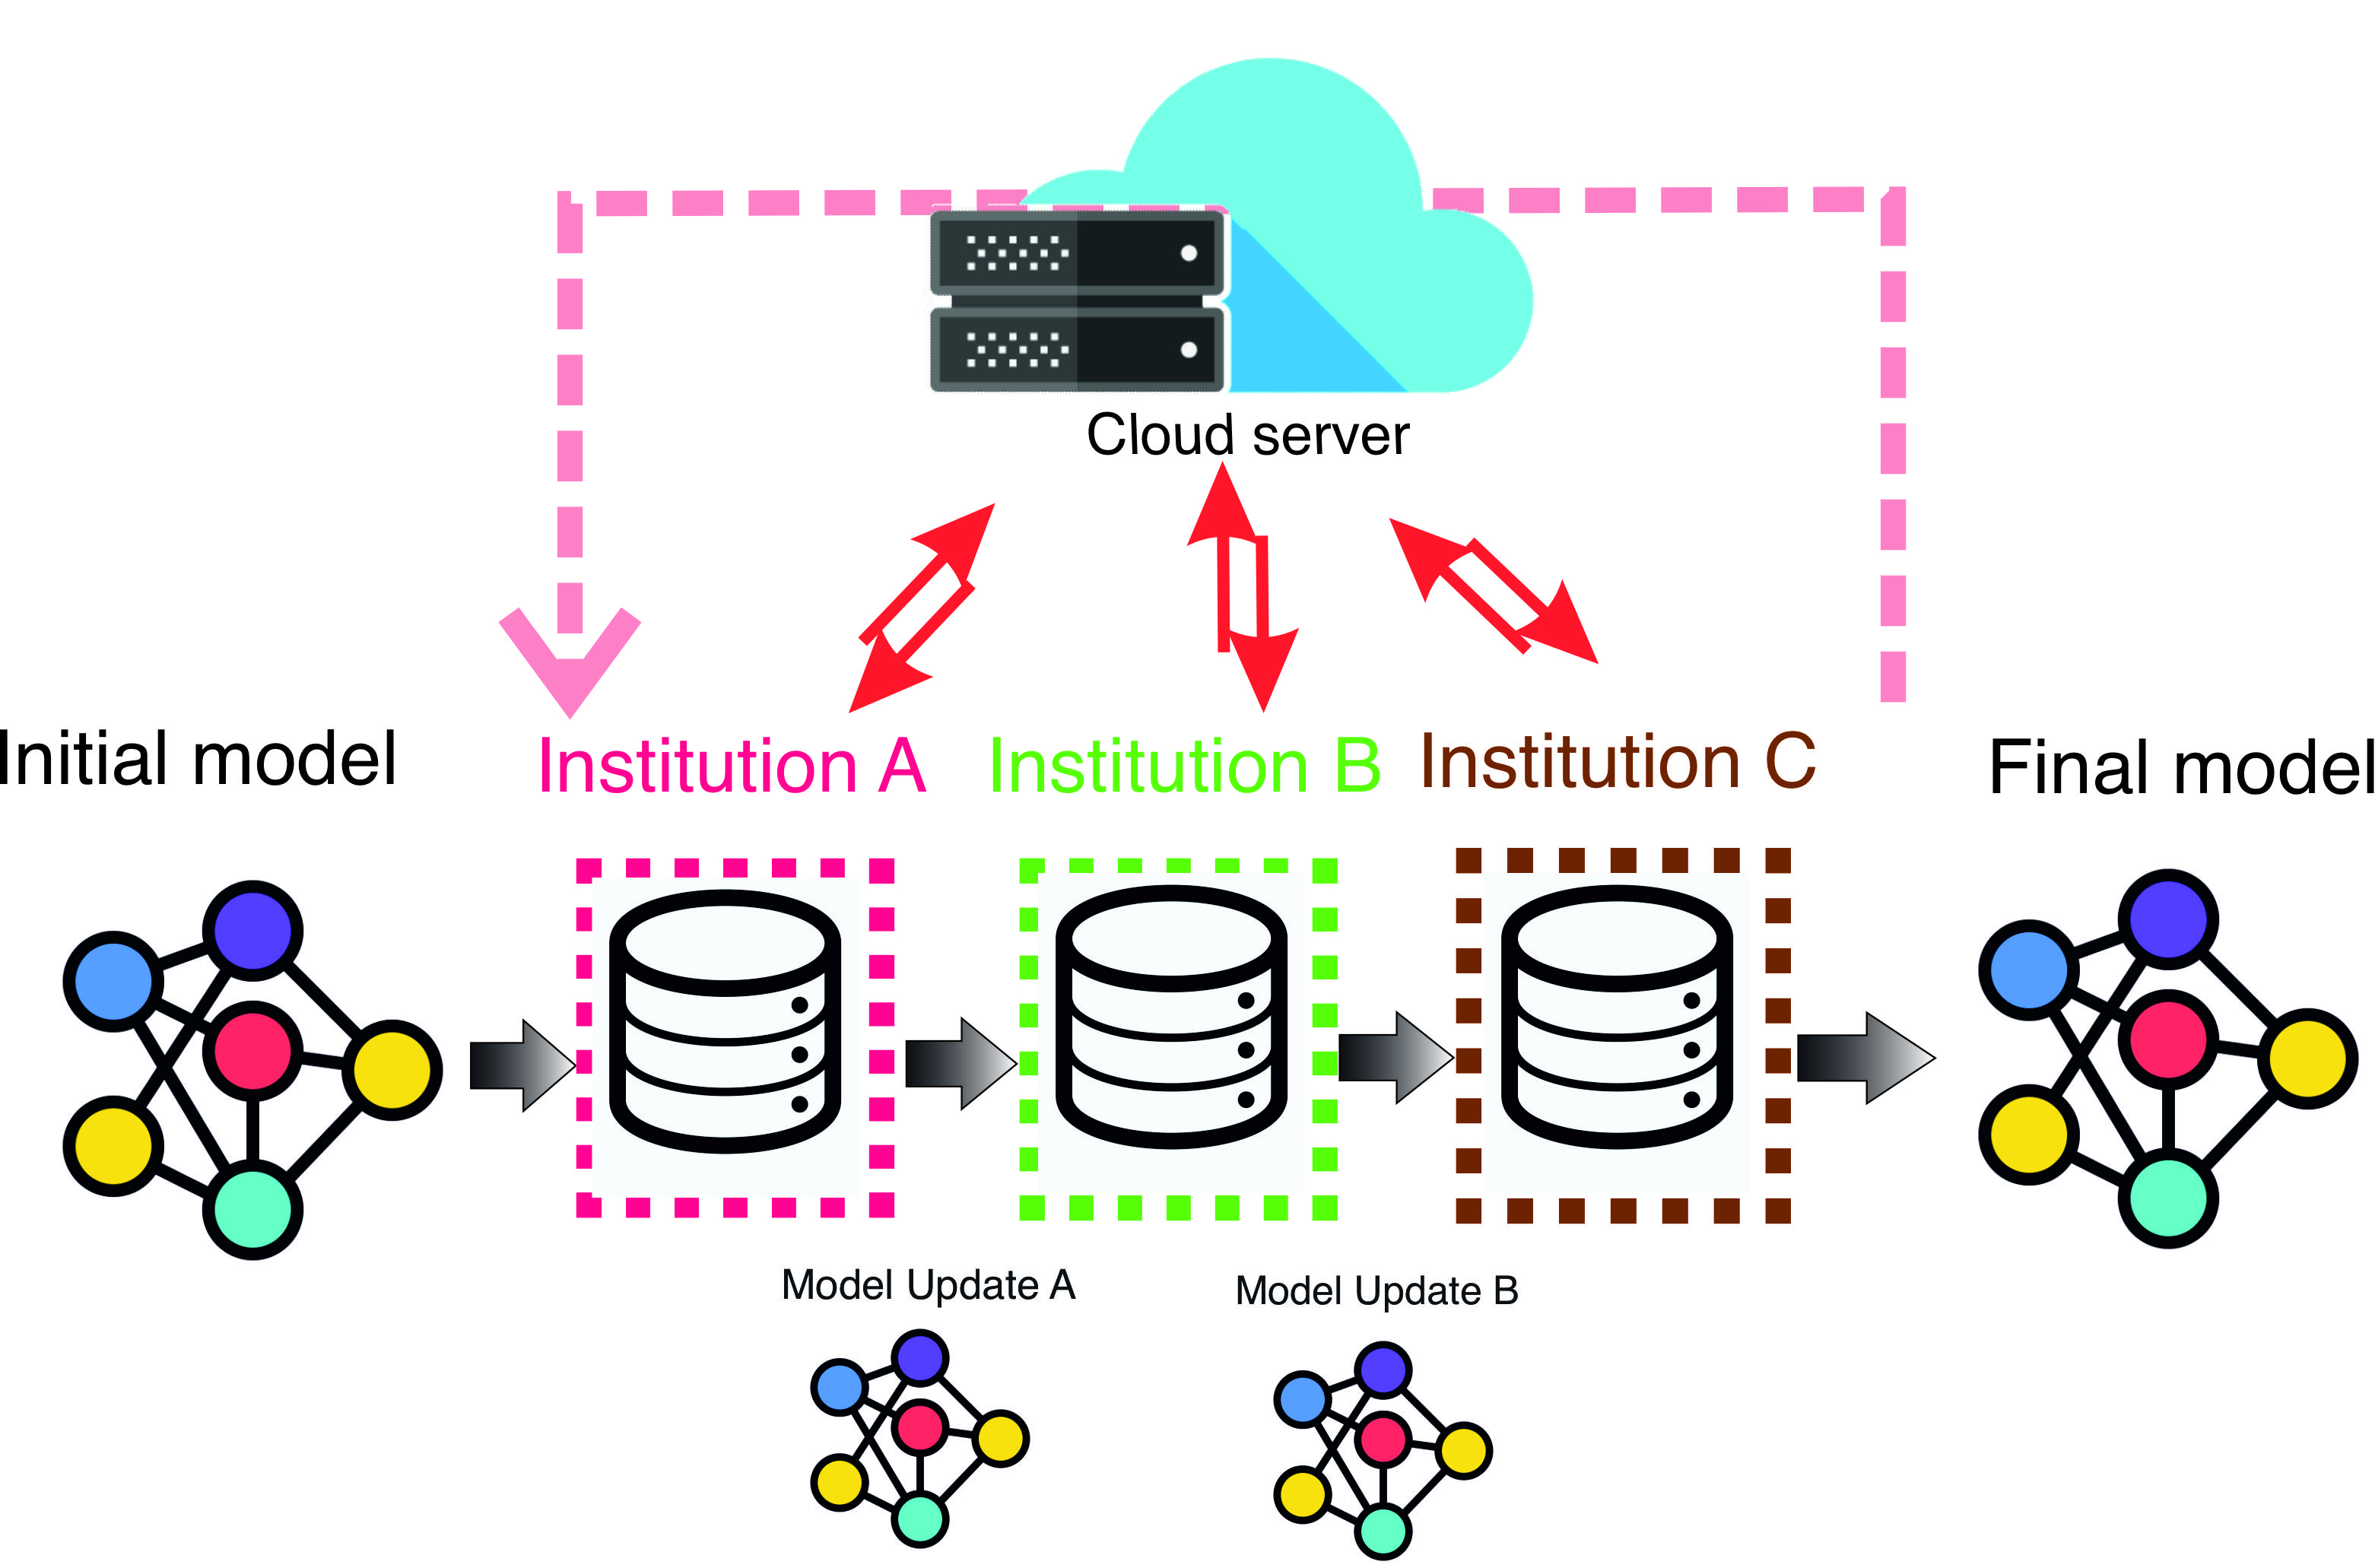 Cloud server
Initial model
Institution A
Institution B
Institution C
Final model
Model Update A
Model Update B